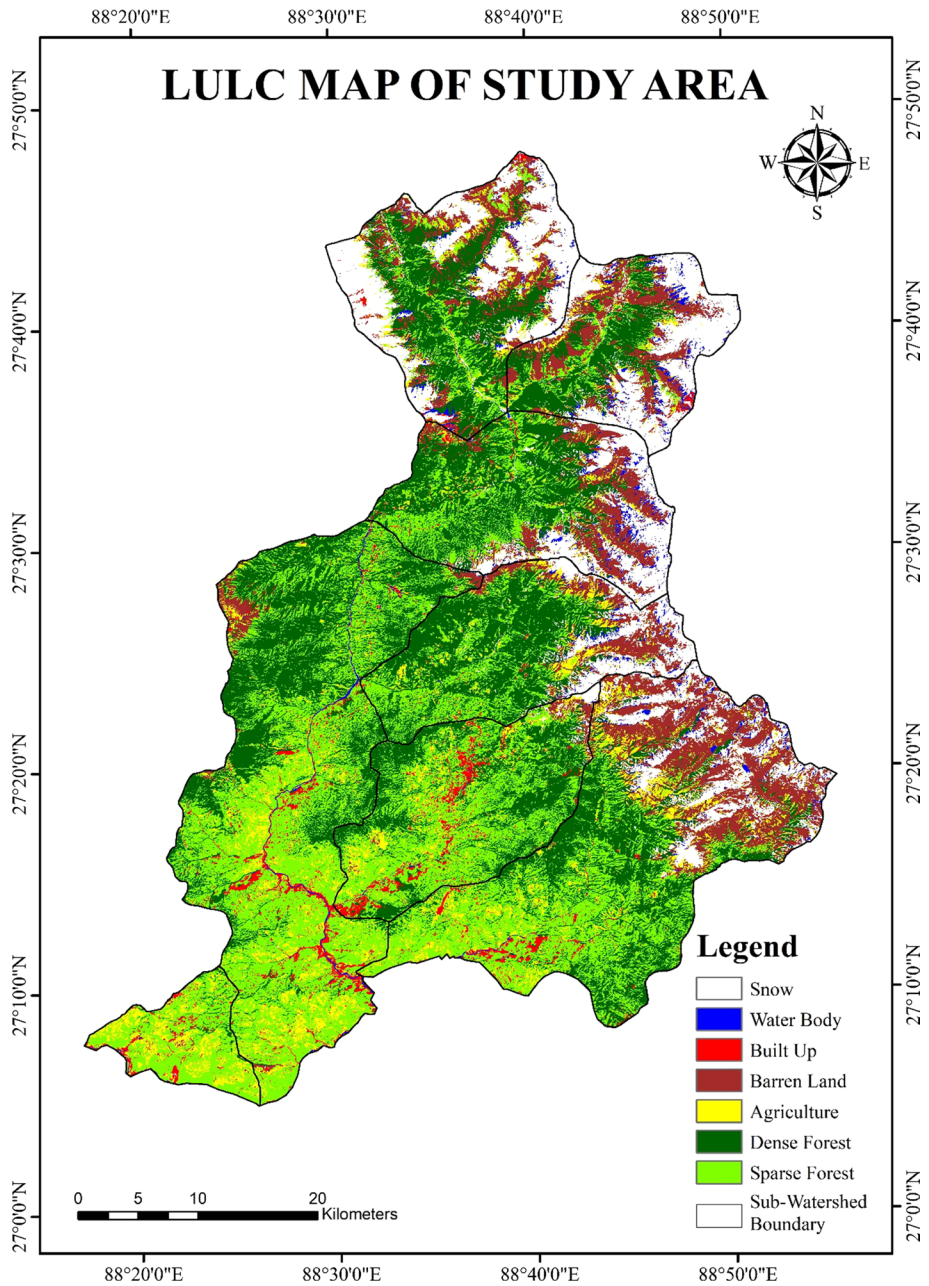 88°20'0"E 88°30'0"E 88°40'0"E 88°50'0"E
LULC MAP OF STUDY AREA
27°50'0"N 27°50'0"N
N
W E
S
27°40'0"N 27°40'0"N
27°30'0"N 27°30'0"N
27°20'0"N 27°20'0"N
27°10'0"N 27°10'0"N
27°0'0"N 27°0'0"N
Legend
Snow
Water Body
Built Up
Barren Land
Agriculture
Dense Forest
Sparse Forest
Sub-Watershed
Boundary
0 5 10 20
Kilometers
88°20'0"E 88°30'0"E 88°40'0"E 88°50'0"E